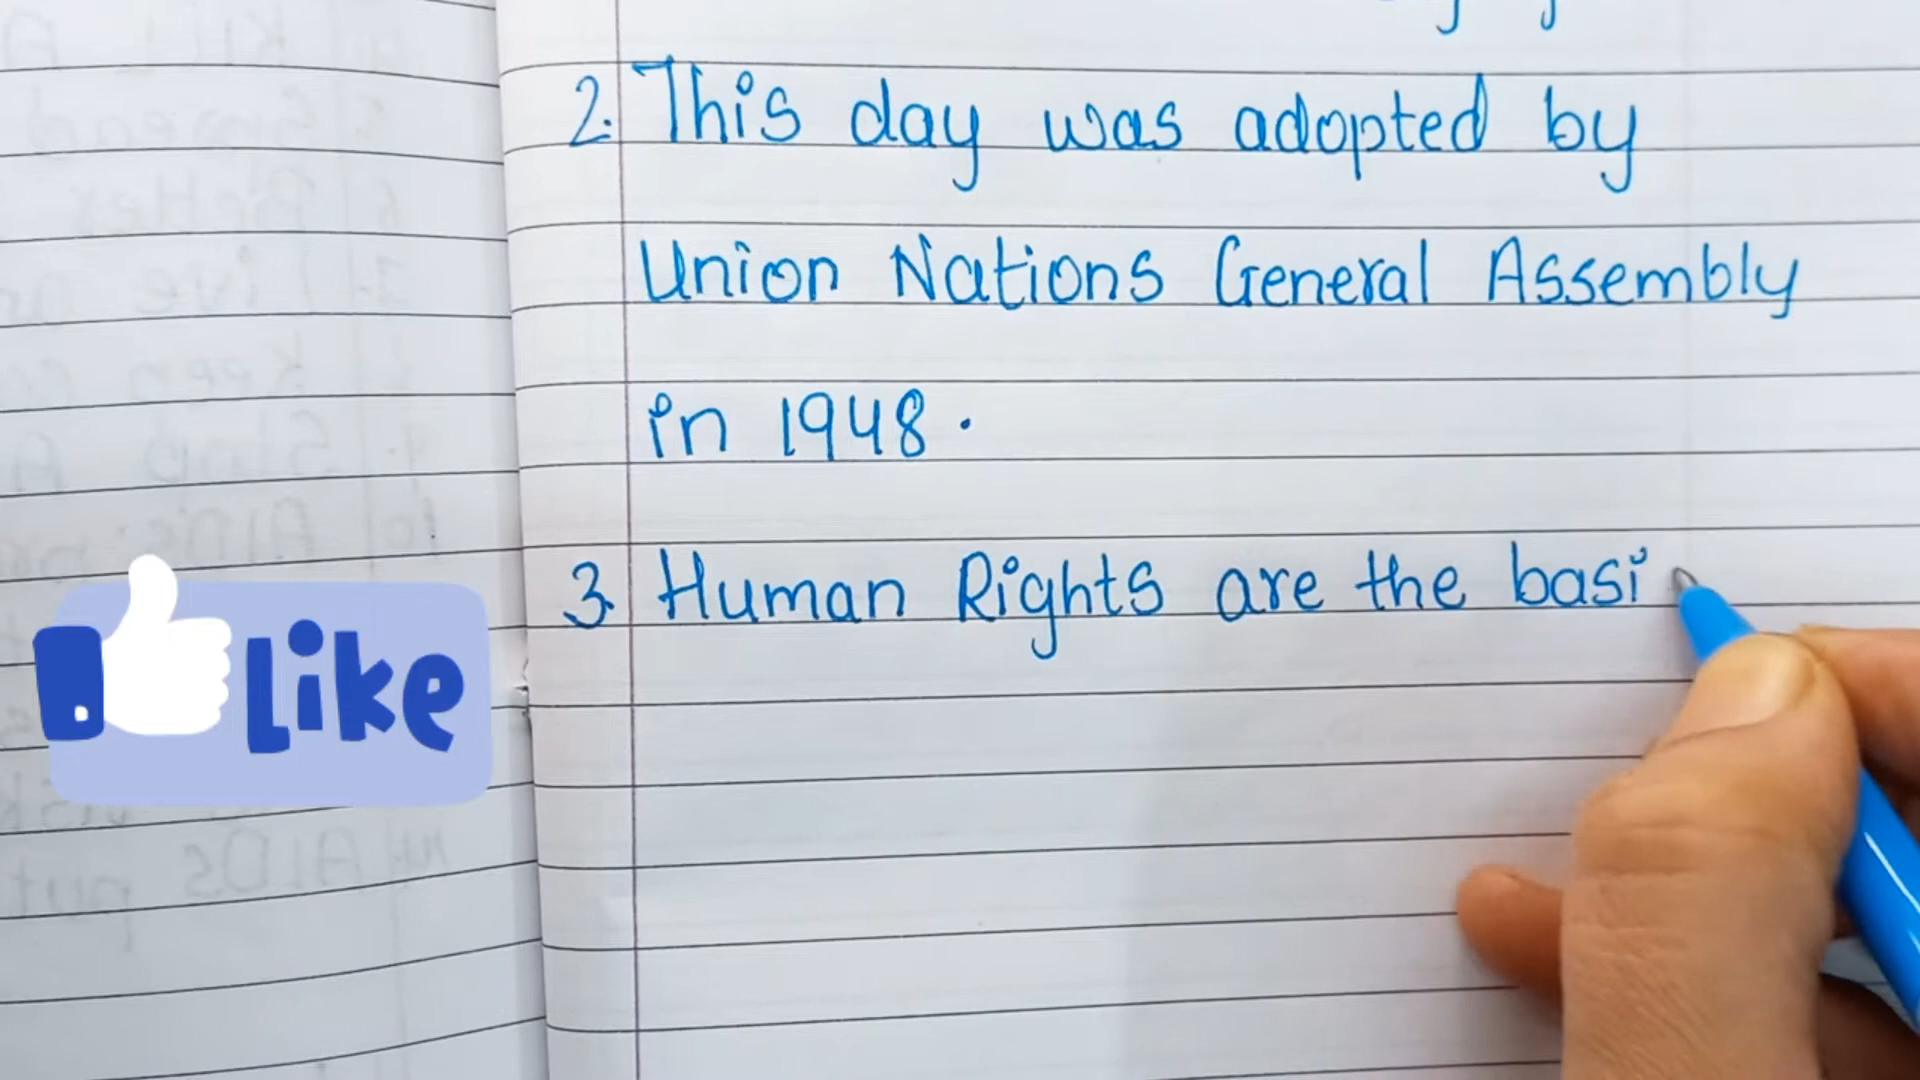 2. This day was adopted by
Union Nations General Assembly
in 1948.
3. Human Rights are the basi
Like